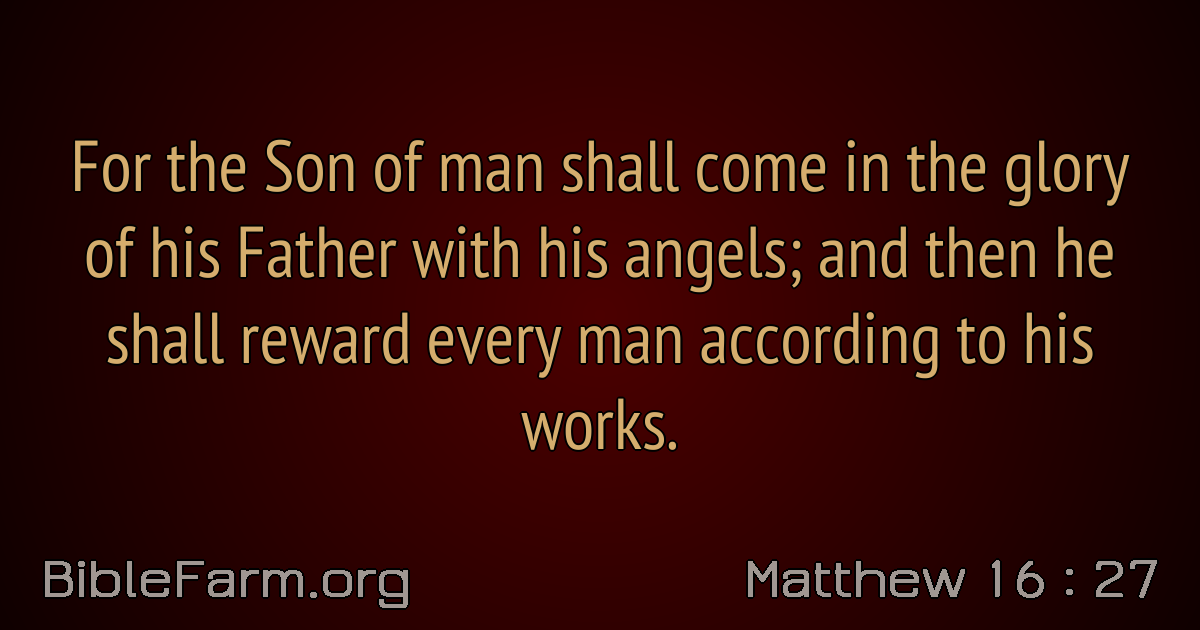 For the Son of man shall come in the glory
of his Father with his angels; and then he
shall reward every man according to his
works.
BibleFarm.org
Matthew 16 : 27